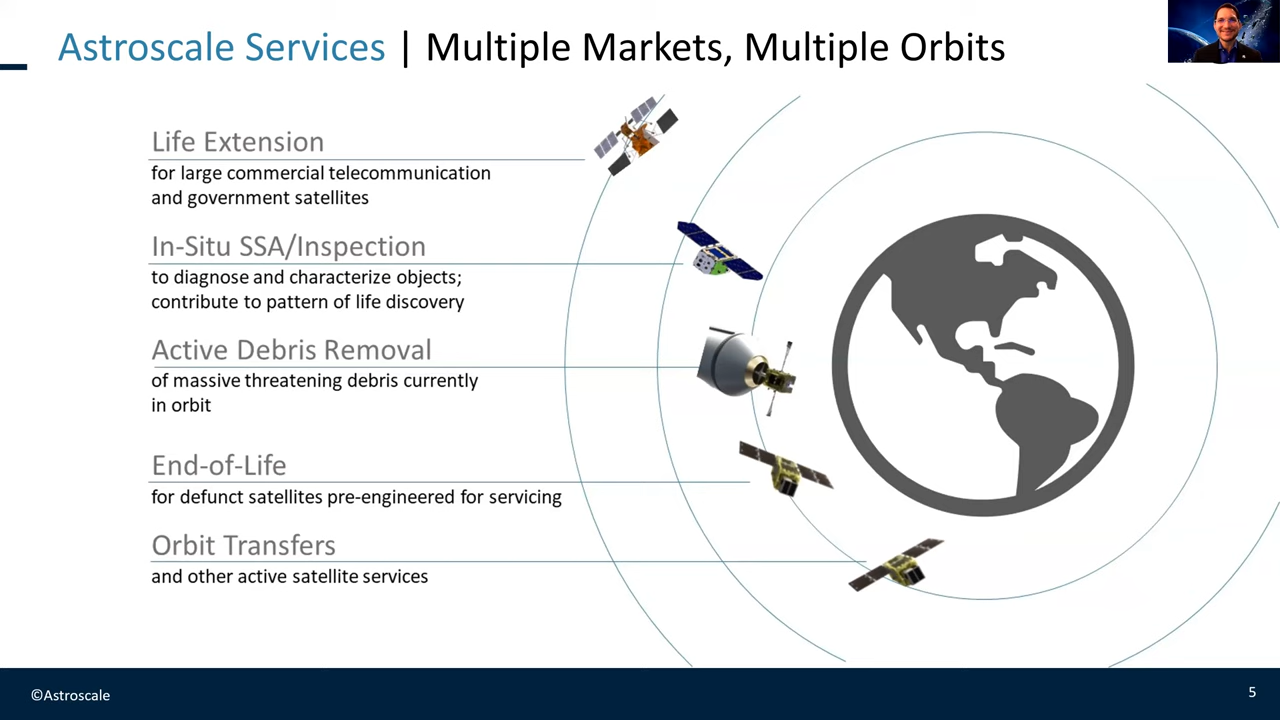 Astroscale Services | Multiple Markets, Multiple Orbits
Life Extension
for large commercial telecommunication
and government satellites
In-Situ SSA/Inspection
to diagnose and characterize objects;
contribute to pattern of life discovery
Active Debris Removal
of massive threatening debris currently
in orbit
End-of-Life
for defunct satellites pre-engineered for servicing
Orbit Transfers
and other active satellite services
©Astroscale
5